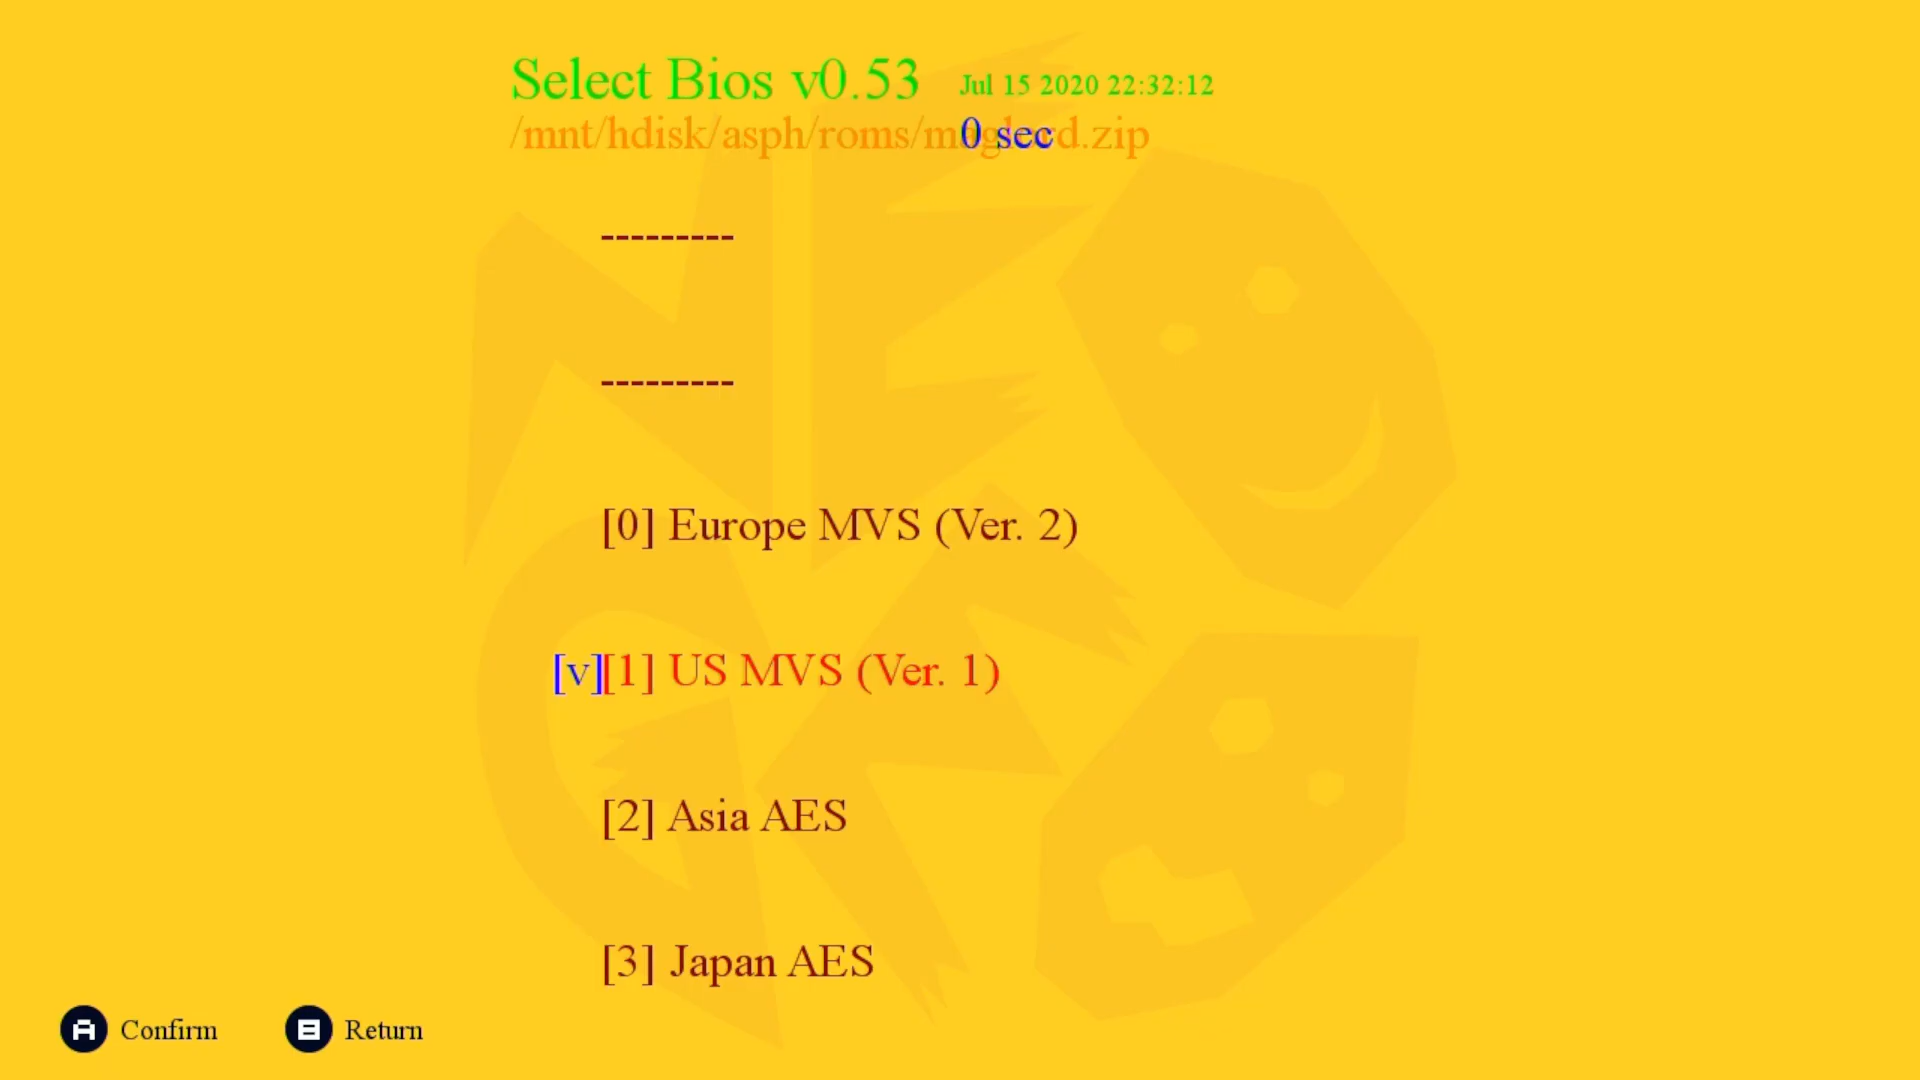 Select Bios v0.53 Jul 15 2020 22:32:12
/mnt/hdisk/asph/roms/maglord.zip 0 sec
---------
---------
[0] Europe MVS (Ver. 2)
[v][1] US MVS (Ver. 1)
[2] Asia AES
[3] Japan AES
A Confirm B Return